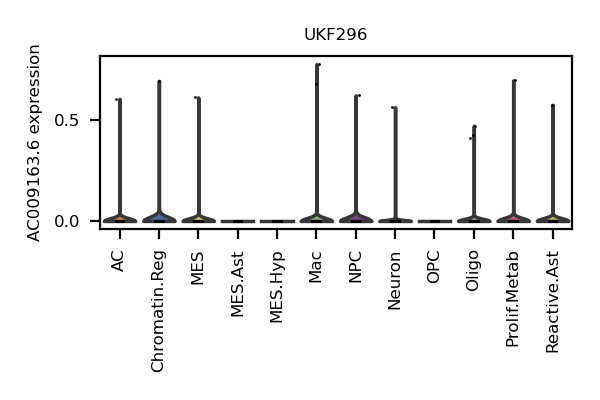 UKF296
AC009163.6 expression
0.5
0.0
AC
Chromatin.Reg
MES
MES.Ast
MES.Hyp
Mac
NPC
Neuron
OPC
Oligo
Prolif.Metab
Reactive.Ast